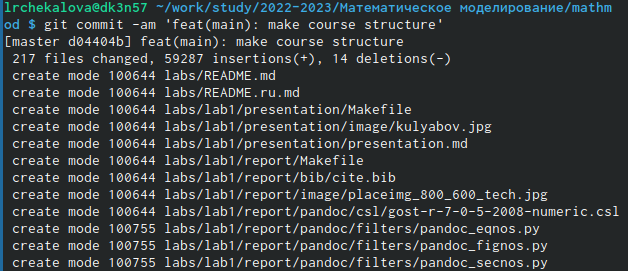 lrchekalova@dk3n57 ~/work/study/2022-2023/Математическое моделирование/mathm
od $ git commit -am 'feat(main): make course structure'
[master d04404b] feat(main): make course structure
 217 files changed, 59287 insertions(+), 14 deletions(-)
 create mode 100644 labs/README.md
 create mode 100644 labs/README.ru.md
 create mode 100644 labs/lab1/presentation/Makefile
 create mode 100644 labs/lab1/presentation/image/kulyabov.jpg
 create mode 100644 labs/lab1/presentation/presentation.md
 create mode 100644 labs/lab1/report/Makefile
 create mode 100644 labs/lab1/report/bib/cite.bib
 create mode 100644 labs/lab1/report/image/placeimg_800_600_tech.jpg
 create mode 100644 labs/lab1/report/pandoc/csl/gost-r-7-0-5-2008-numeric.csl
 create mode 100755 labs/lab1/report/pandoc/filters/pandoc_eqnos.py
 create mode 100755 labs/lab1/report/pandoc/filters/pandoc_fignos.py
 create mode 100755 labs/lab1/report/pandoc/filters/pandoc_secnos.py